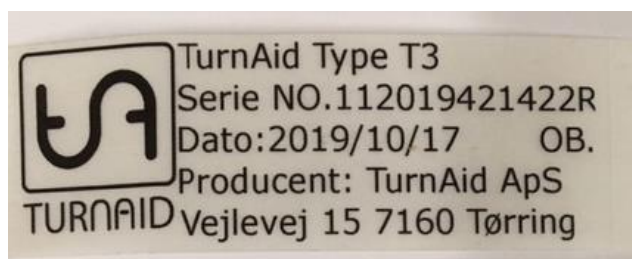 TurnAid Type T3
Serie NO.112019421422R
Dato:2019/10/17 OB.
Producent: TurnAid ApS
TURNAID Vejlevej 15 7160 Tørring